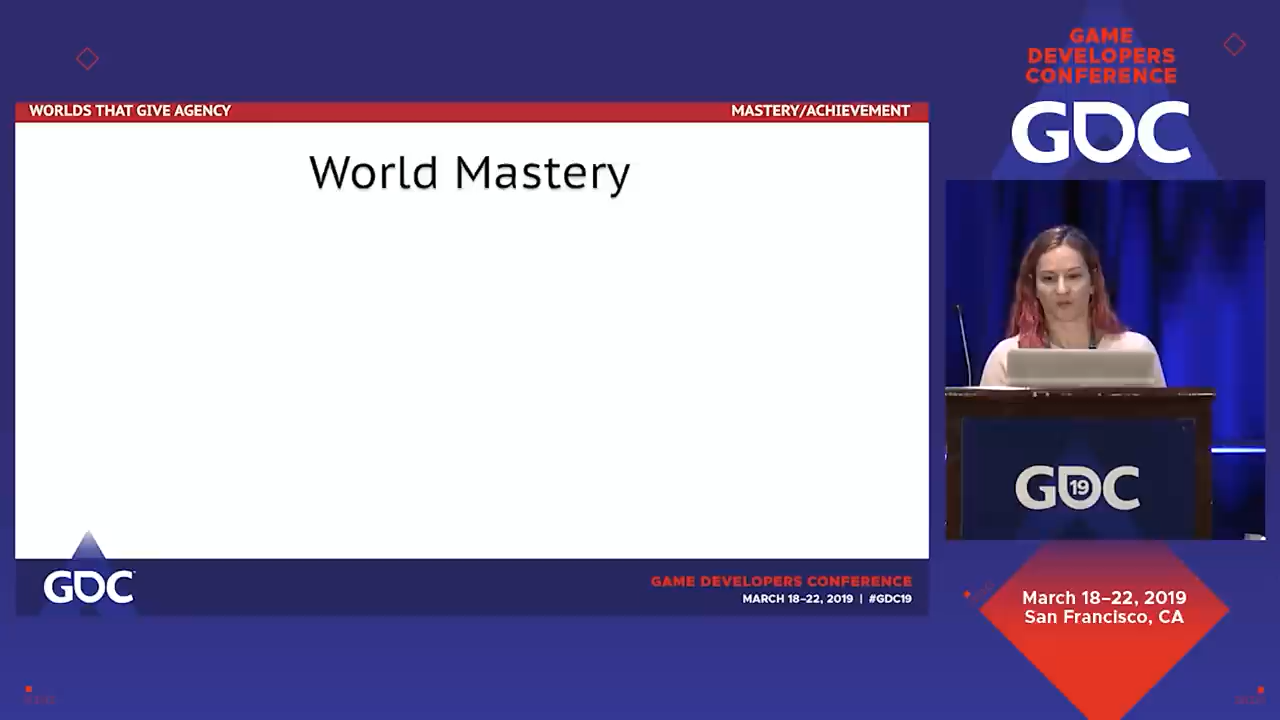 GAME
DEVELOPERS
CONFERENCE
GDC
WORLDS THAT GIVE AGENCY
MASTERY/ACHIEVEMENT
World Mastery
GDC
19
GDC
GAME DEVELOPERS CONFERENCE
MARCH 18–22, 2019 | #GDC19
March 18–22, 2019
San Francisco, CA